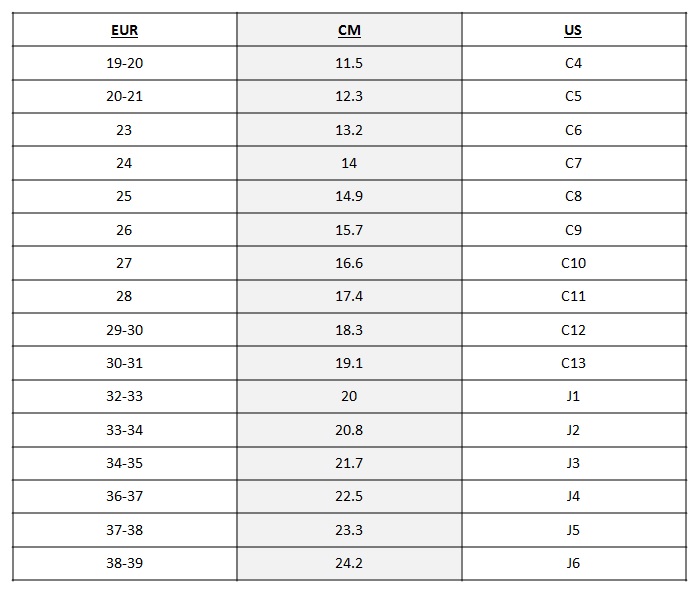 EUR CM US
19-20 11.5 C4
20-21 12.3 C5
23 13.2 C6
24 14 C7
25 14.9 C8
26 15.7 C9
27 16.6 C10
28 17.4 C11
29-30 18.3 C12
30-31 19.1 C13
32-33 20 J1
33-34 20.8 J2
34-35 21.7 J3
36-37 22.5 J4
37-38 23.3 J5
38-39 24.2 J6